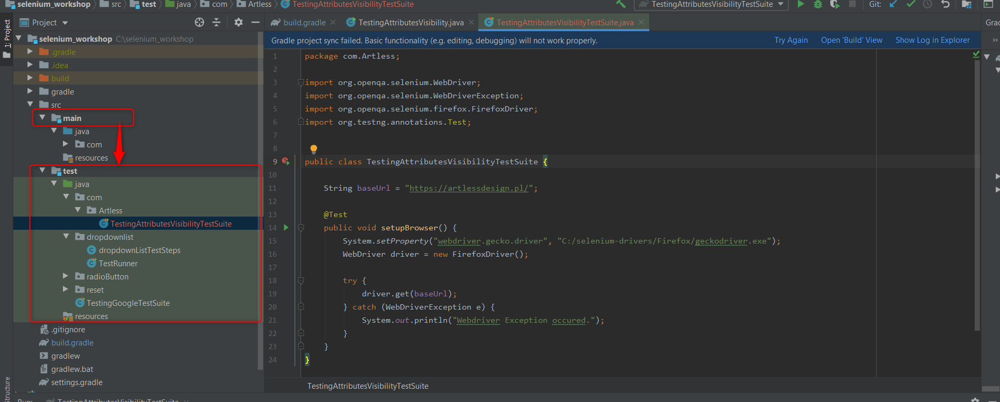 selenium_workshop src test java com Artless TestingAttributesVisibilityTestSuite TestingAttributesVisibilityTestSuite Git:
1: Project
Project
build.gradle TestingAttributesVisibility.java TestingAttributesVisibilityTestSuite.java Grad
Gradle project sync failed. Basic functionality (e.g. editing, debugging) will not work properly. Try Again Open 'Build' View Show Log in Explorer
selenium_workshop C:\selenium_workshop
.gradle
.idea
build
gradle
src
main
java
com
resources
test
java
com
Artless
TestingAttributesVisibilityTestSuite
dropdownlist
dropdownListTestSteps
TestRunner
radioButton
reset
TestingGoogleTestSuite
resources
.gitignore
build.gradle
gradlew
gradlew.bat
settings.gradle
1 package com.Artless;
2
3 import org.openqa.selenium.WebDriver;
4 import org.openqa.selenium.WebDriverException;
5 import org.openqa.selenium.firefox.FirefoxDriver;
6 import org.testng.annotations.Test;
7
8
9 public class TestingAttributesVisibilityTestSuite {
10
11 String baseUrl = "https://artlessdesign.pl/";
12
13 @Test
14 public void setupBrowser() {
15 System.setProperty("webdriver.gecko.driver", "C:/selenium-drivers/Firefox/geckodriver.exe");
16 WebDriver driver = new FirefoxDriver();
17
18 try {
19 driver.get(baseUrl);
20 } catch (WebDriverException e) {
21 System.out.println("Webdriver Exception occured.");
22 }
23 }
24 }
TestingAttributesVisibilityTestSuite
Structure
Run: TestingAttributesVisibilityTestSuite